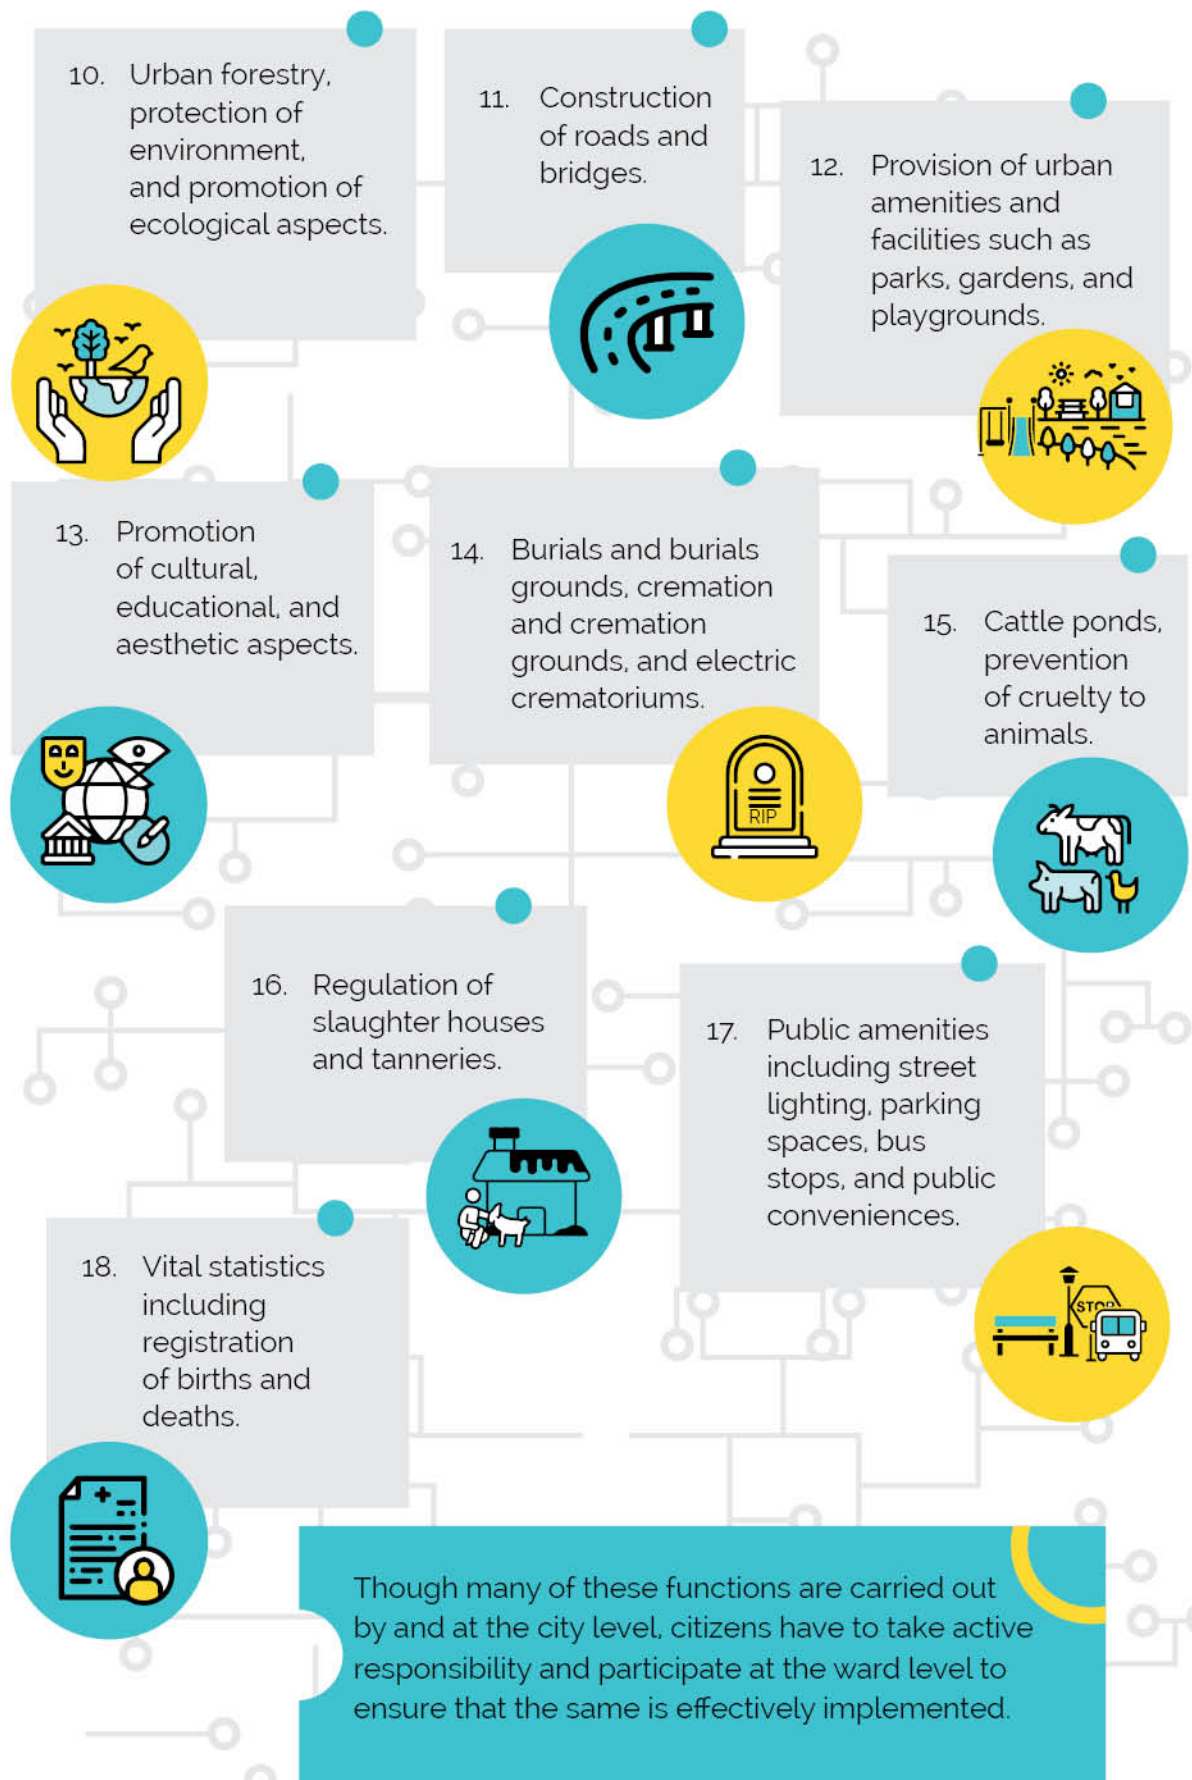 10. Urban forestry,
protection of
environment,
and promotion of
ecological aspects.
11. Construction
of roads and
bridges.
12. Provision of urban
amenities and
facilities such as
parks, gardens, and
playgrounds.
13. Promotion
of cultural,
educational, and
aesthetic aspects.
14. Burials and burials
grounds, cremation
and cremation
grounds, and electric
crematoriums.
RIP
15. Cattle ponds,
prevention
of cruelty to
animals.
16. Regulation of
slaughter houses
and tanneries.
17. Public amenities
including street
lighting, parking
spaces, bus
stops, and public
conveniences.
STOP
18. Vital statistics
including
registration
of births and
deaths.
Though many of these functions are carried out
by and at the city level, citizens have to take active
responsibility and participate at the ward level to
ensure that the same is effectively implemented.